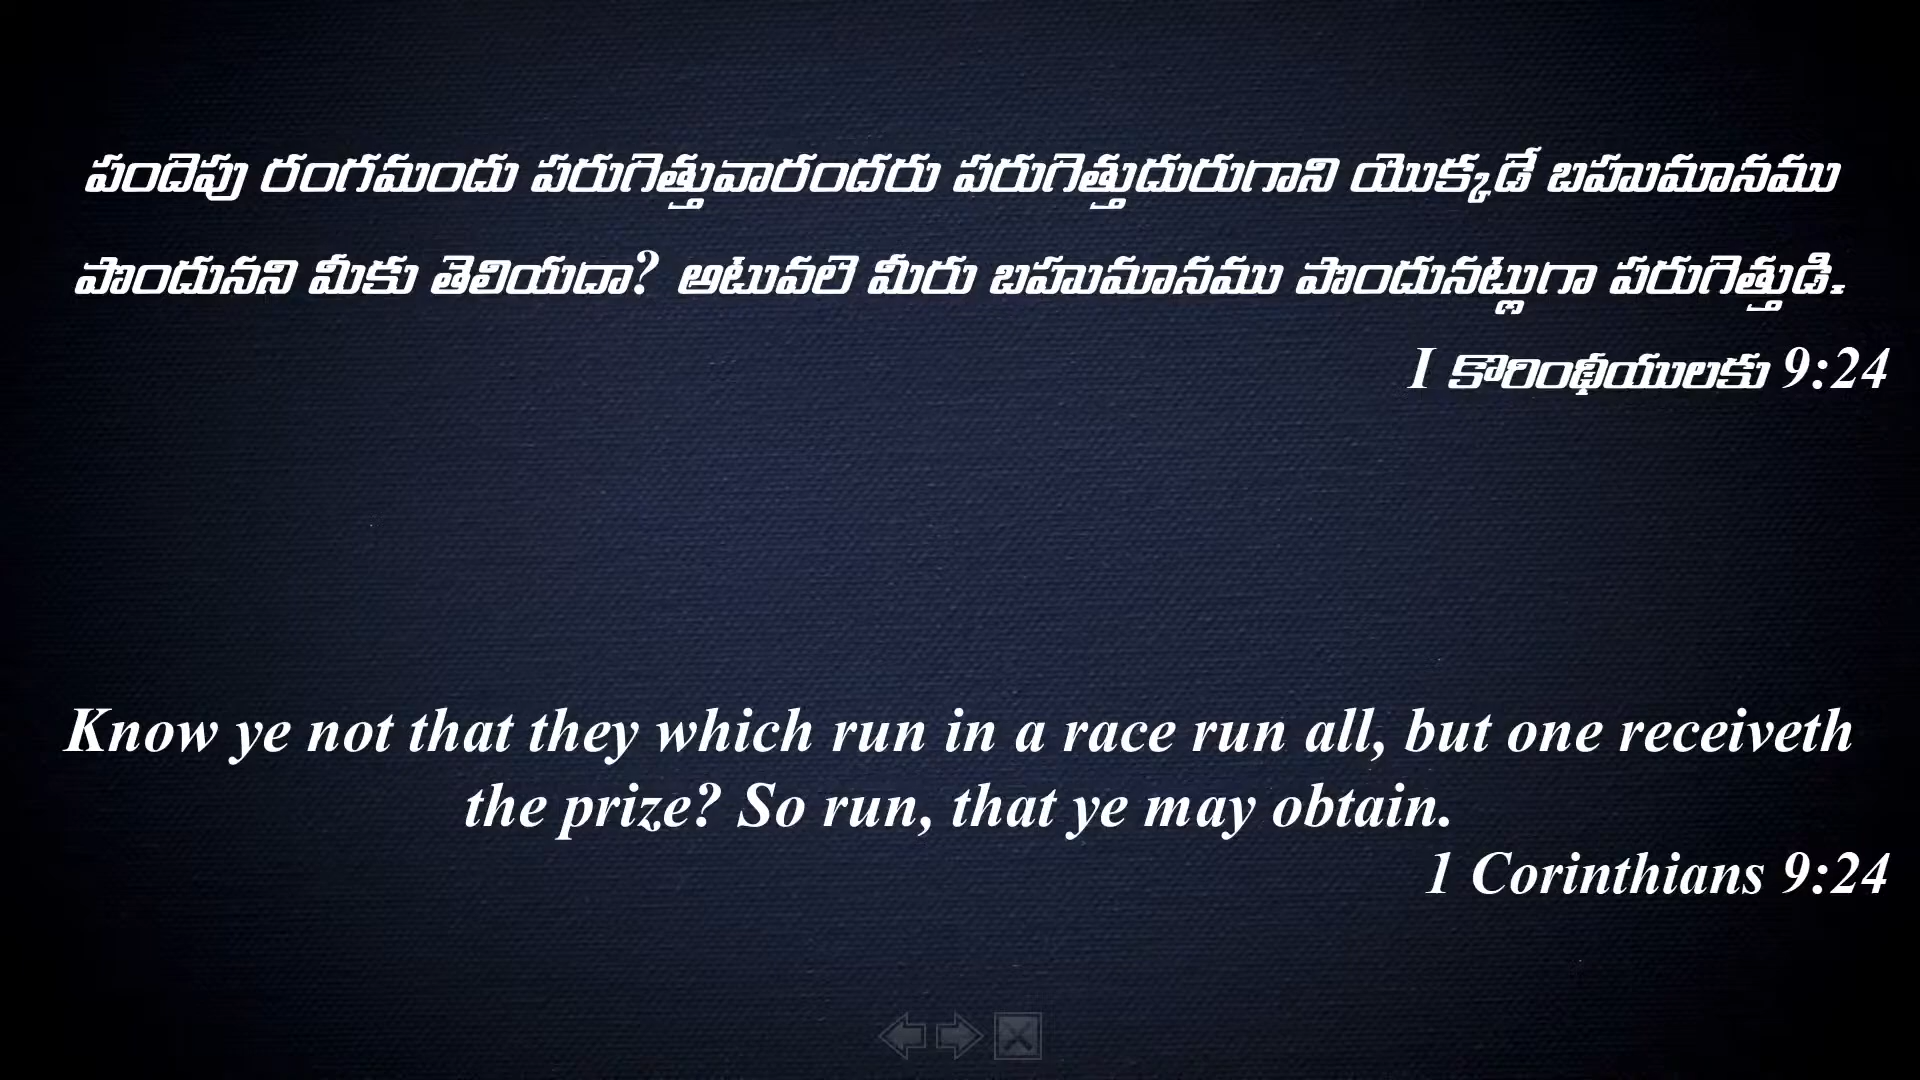 పందెపు రంగమందు పరుగెత్తువారందరు పరుగెత్తుదురుగాని యొక్కడే బహుమానము
పొందునని మీకు తెలియదా? అటువలె మీరు బహుమానము పొందునట్లుగా పరుగెత్తుడి.
I కొరింథీయులకు 9:24
Know ye not that they which run in a race run all, but one receiveth
the prize? So run, that ye may obtain.
1 Corinthians 9:24